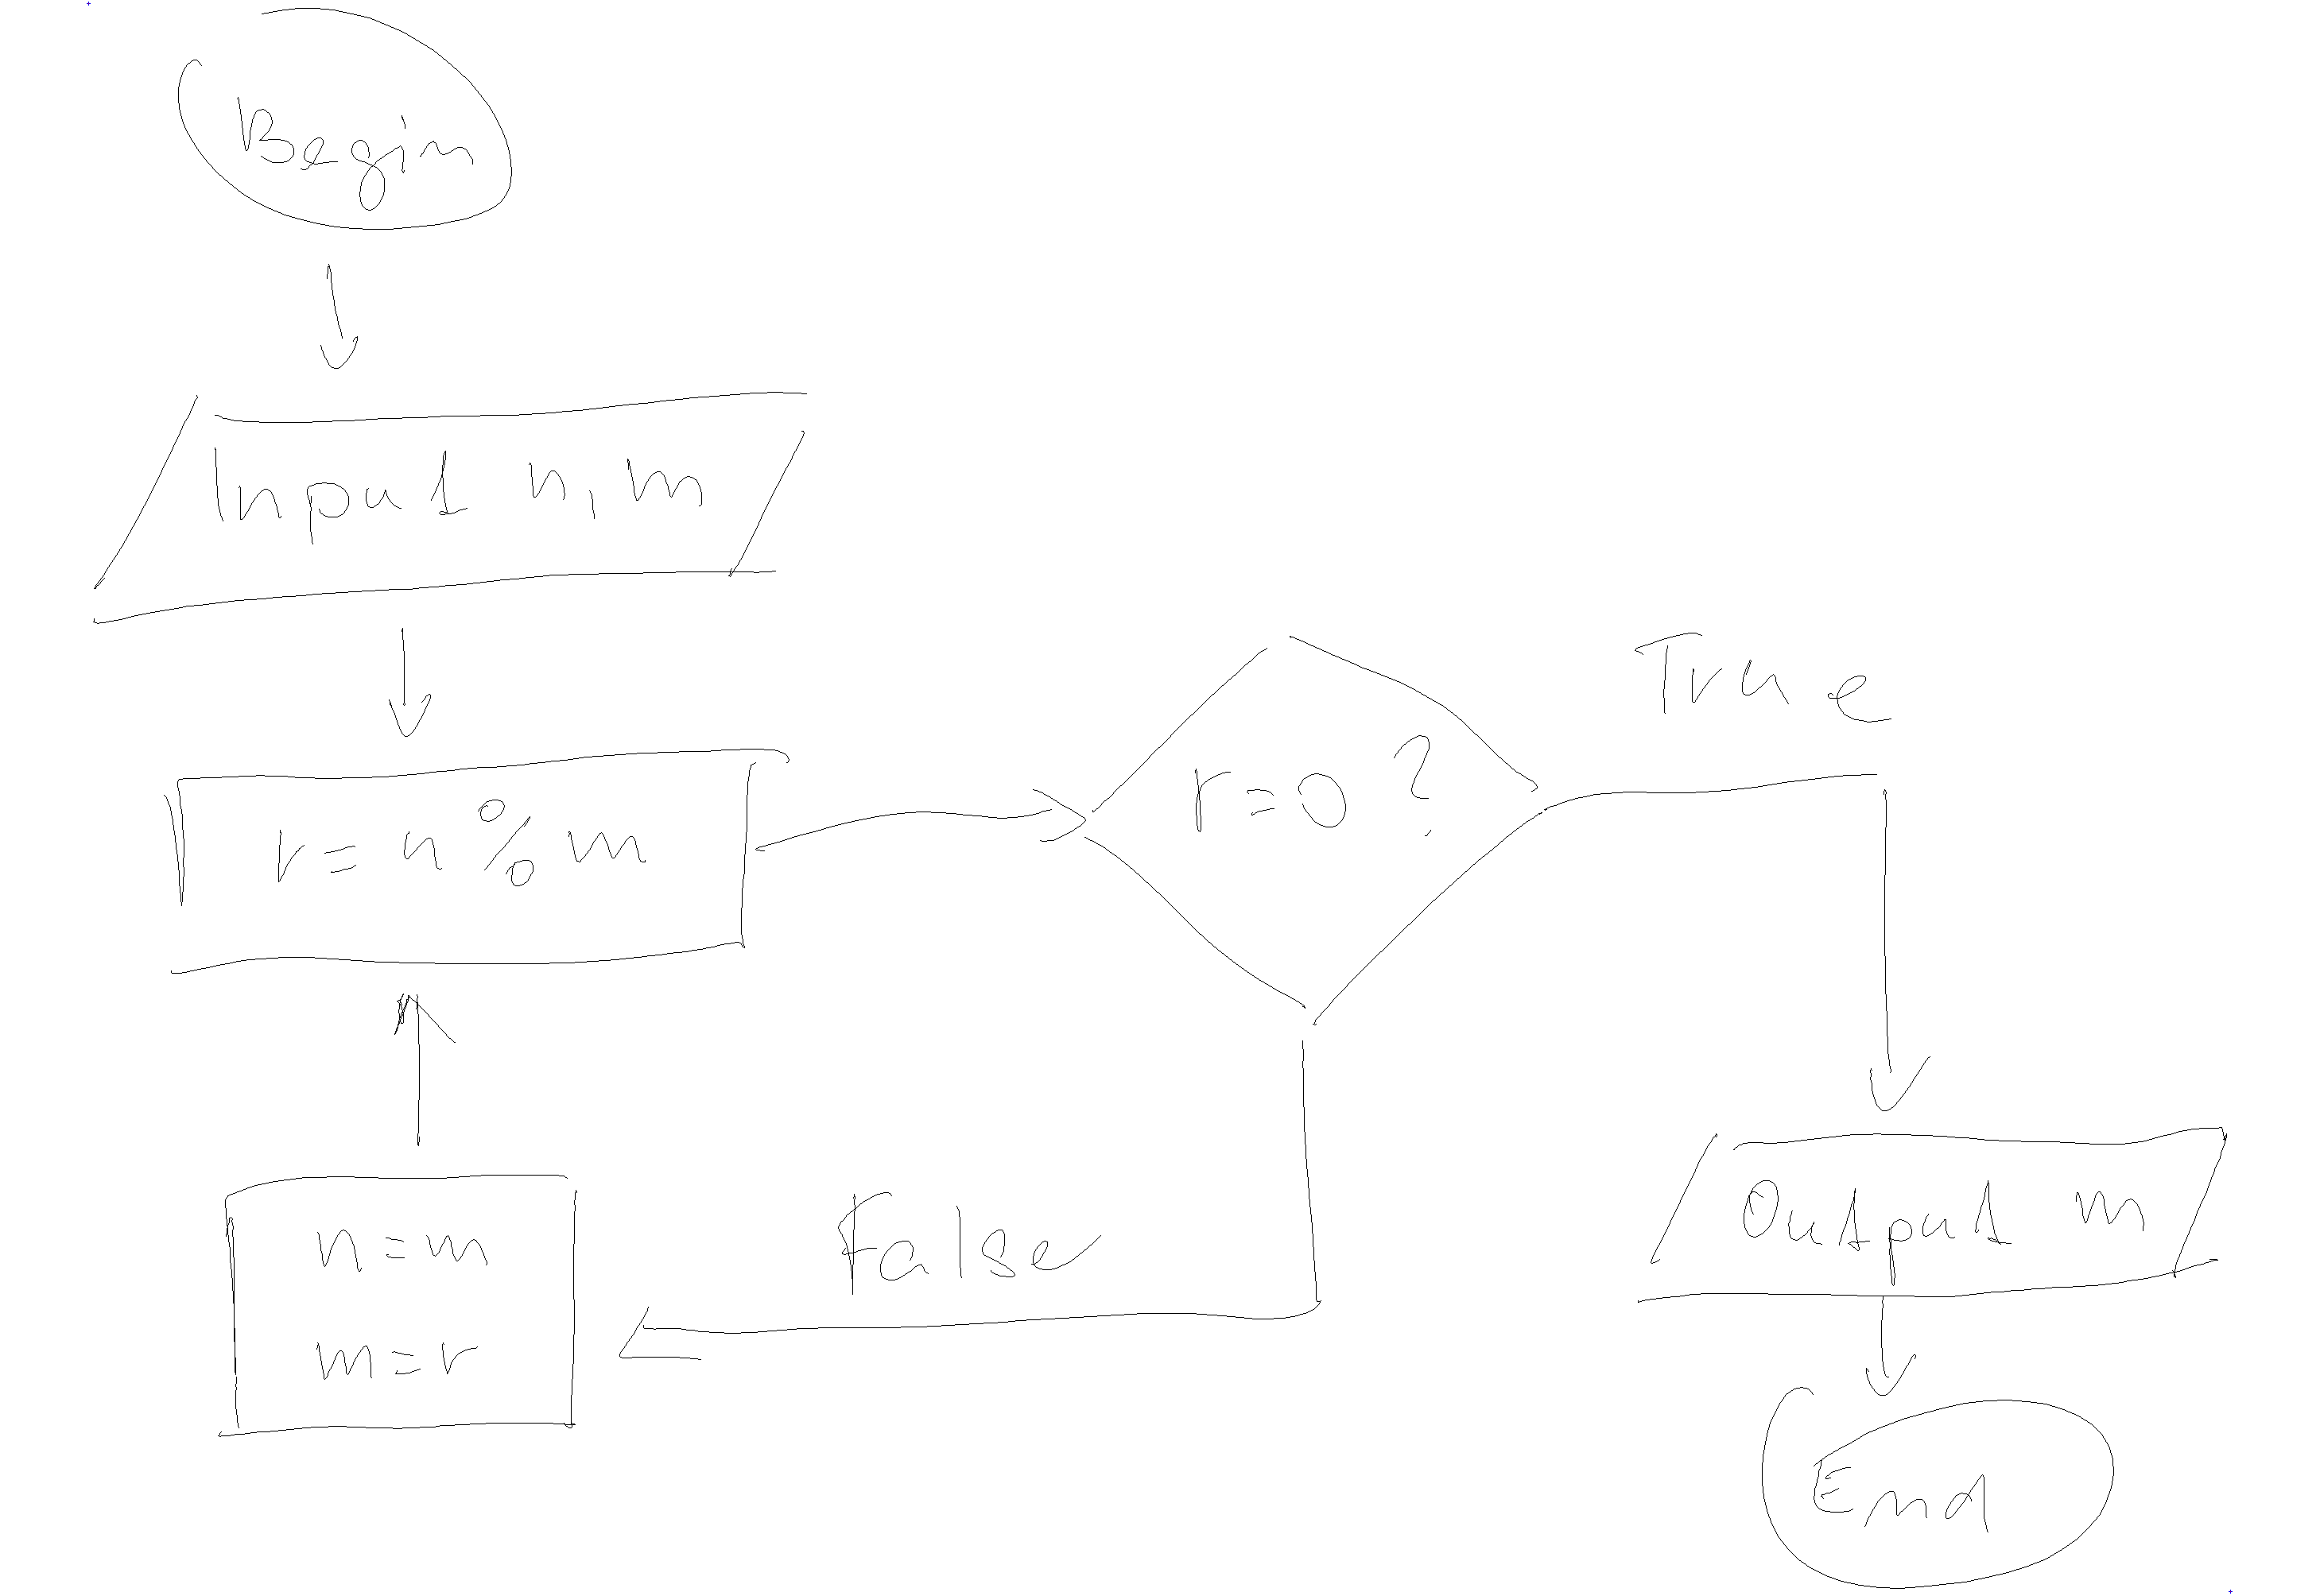 Begin
Input n, m
r = n % m
r = 0 ?
True
False
n = m
m = r
Output m
End